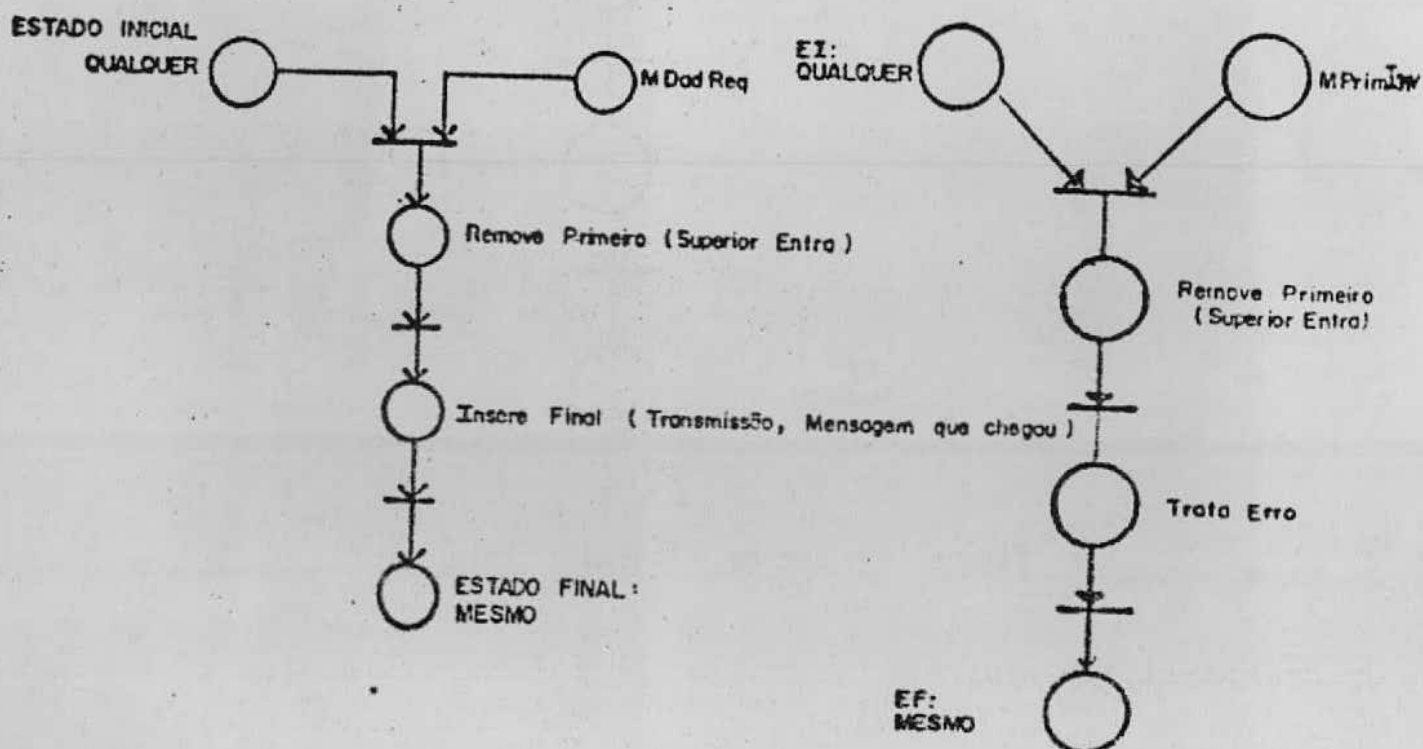 ESTADO INICIAL
QUALQUER
M Dad Req
Remove Primeiro (Superior Entra)
Insere Final (Transmissão, Mensagem que chegou)
ESTADO FINAL:
MESMO
EI:
QUALQUER
M PrimInv
Remove Primeiro
(Superior Entra)
Trata Erro
EF:
MESMO